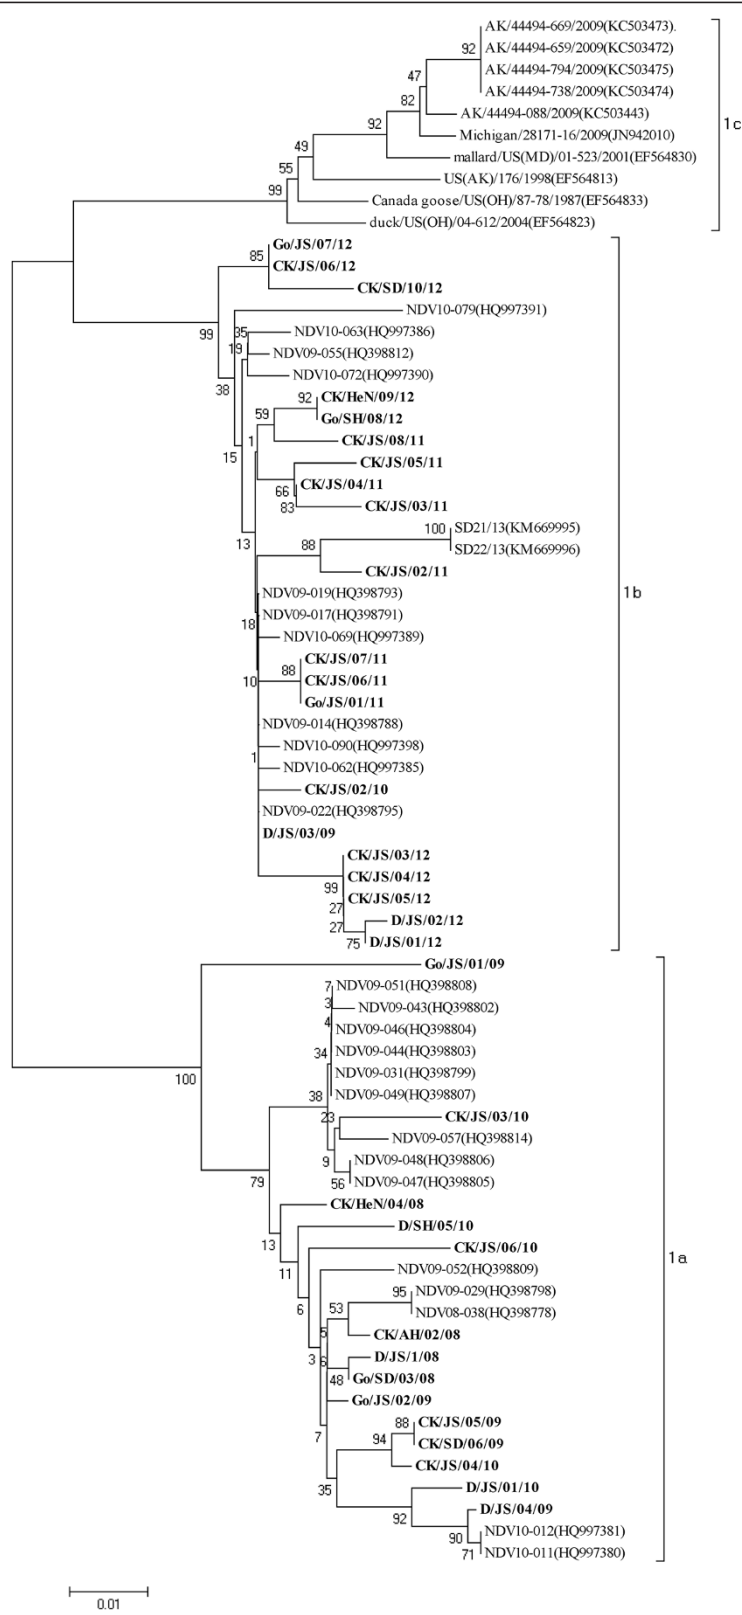 AK/44494-669/2009(KC503473).
92
AK/44494-659/2009(KC503472)
AK/44494-794/2009(KC503475)
47
AK/44494-738/2009(KC503474)
82
AK/44494-088/2009(KC503443)
92
Michigan/28171-16/2009(JN942010)
1c
49
mallard/US(MD)/01-523/2001(EF564830)
55
US(AK)/176/1998(EF564813)
99
Canada goose/US(OH)/87-78/1987(EF564833)
duck/US(OH)/04-612/2004(EF564823)
Go/JS/07/12
85
CK/JS/06/12
CK/SD/10/12
99
NDV10-079(HQ997391)
35
NDV10-063(HQ997386)
19
NDV09-055(HQ398812)
38
NDV10-072(HQ997390)
92
CK/HeN/09/12
59
Go/SH/08/12
1
CK/JS/08/11
15
CK/JS/05/11
66
CK/JS/04/11
83
CK/JS/03/11
100
SD21/13(KM669995)
13
88
SD22/13(KM669996)
CK/JS/02/11
1b
NDV09-019(HQ398793)
18
NDV09-017(HQ398791)
NDV10-069(HQ997389)
CK/JS/07/11
88
10
CK/JS/06/11
Go/JS/01/11
NDV09-014(HQ398788)
1
NDV10-090(HQ997398)
NDV10-062(HQ997385)
CK/JS/02/10
NDV09-022(HQ398795)
D/JS/03/09
CK/JS/03/12
99
CK/JS/04/12
27
CK/JS/05/12
27
D/JS/02/12
75
D/JS/01/12
Go/JS/01/09
7
NDV09-051(HQ398808)
3
NDV09-043(HQ398802)
4
NDV09-046(HQ398804)
34
NDV09-044(HQ398803)
100
NDV09-031(HQ398799)
38
NDV09-049(HQ398807)
23
CK/JS/03/10
NDV09-057(HQ398814)
9
NDV09-048(HQ398806)
79
56
NDV09-047(HQ398805)
CK/HeN/04/08
13
D/SH/05/10
11
CK/JS/06/10
1a
NDV09-052(HQ398809)
6
95
NDV09-029(HQ398798)
53
NDV08-038(HQ398778)
5
CK/AH/02/08
3
6
D/JS/1/08
48
Go/SD/03/08
Go/JS/02/09
7
88
CK/JS/05/09
94
CK/SD/06/09
CK/JS/04/10
35
D/JS/01/10
92
D/JS/04/09
90
NDV10-012(HQ997381)
71
NDV10-011(HQ997380)
0.01